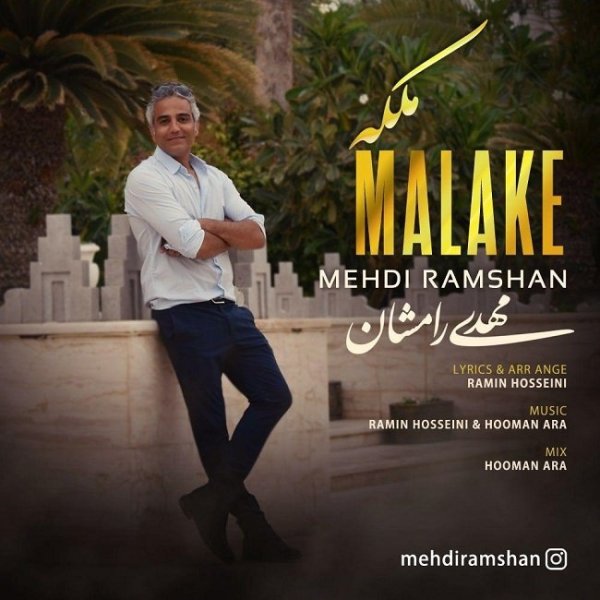 ملکه
MALAKE
MEHDI RAMSHAN
مهدی رامشان
LYRICS & ARR ANGE
RAMIN HOSSEINI
MUSIC
RAMIN HOSSEINI & HOOMAN ARA
MIX
HOOMAN ARA
mehdiramshan